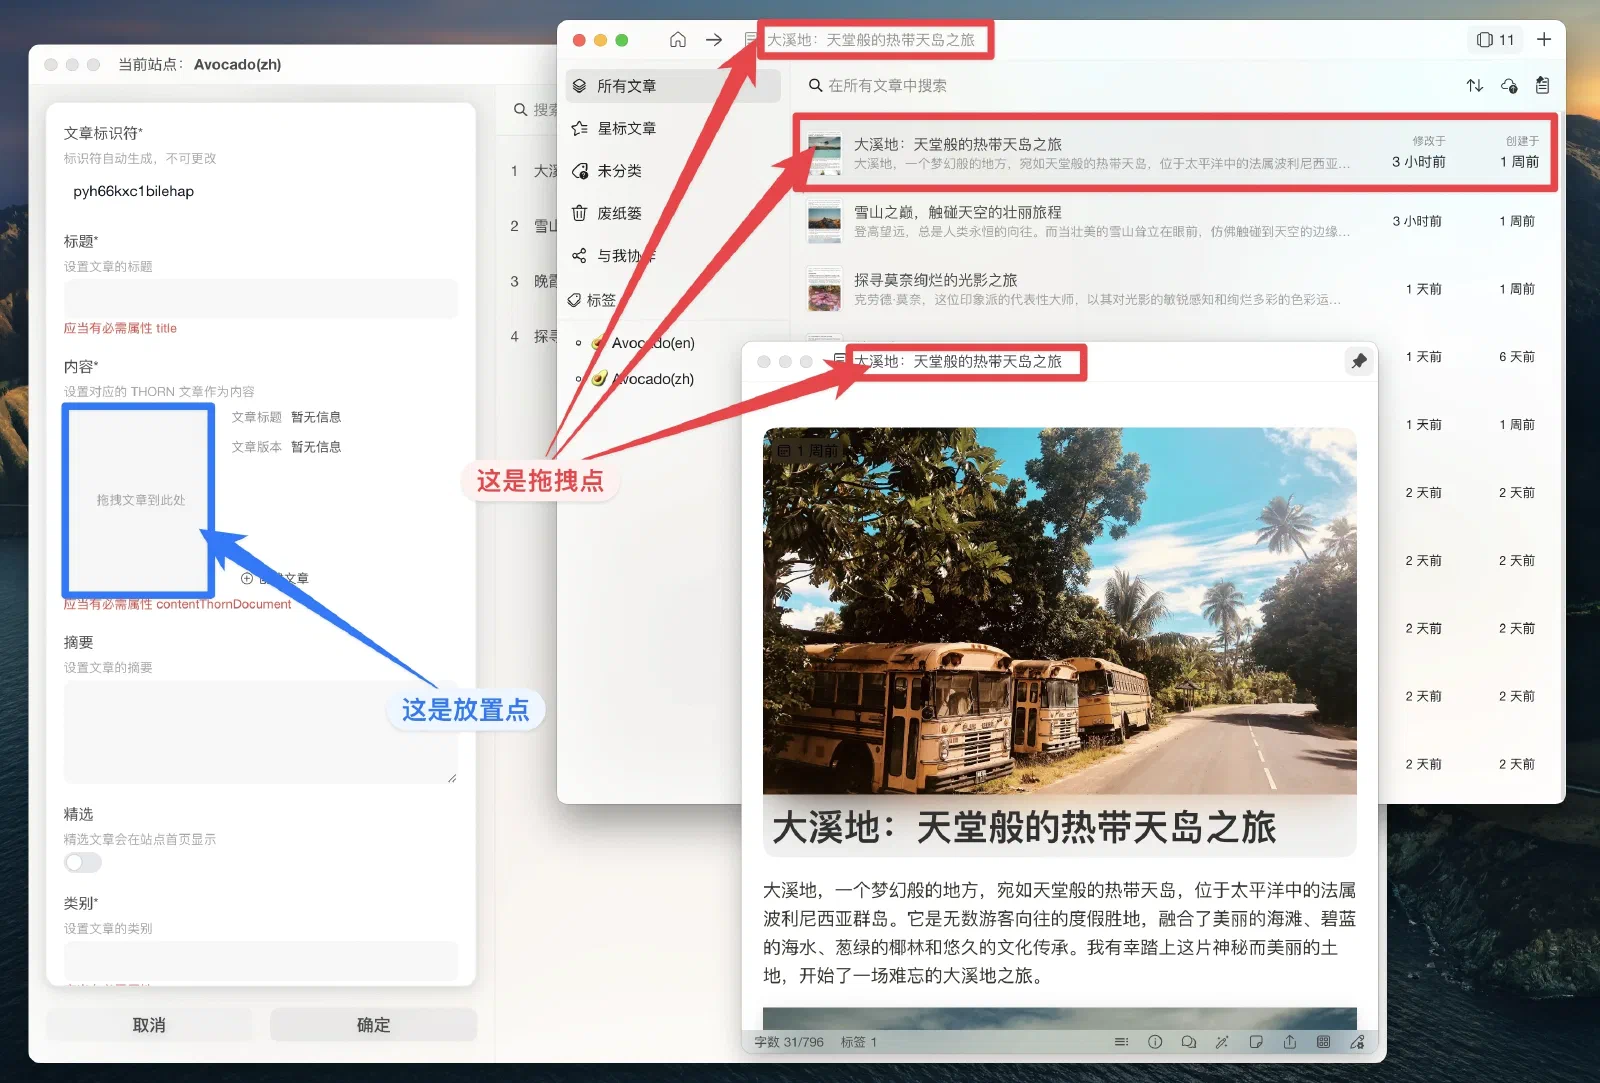 当前站点： Avocado(zh)
文章标识符*
标识符自动生成，不可更改
pyh66kxc1bilehap
标题*
设置文章的标题
应当有必需属性 title
内容*
设置对应的 THORN 文章作为内容
拖拽文章到此处
文章标题 暂无信息
文章版本 暂无信息
文章
应当有必需属性 contentThornDocument
摘要
设置文章的摘要
精选
精选文章会在站点首页显示
类别*
设置文章的类别
取消
确定
搜索
1 大溪
2 雪山
3 晚霞
4 探寻
这是拖拽点
这是放置点
大溪地：天堂般的热带天岛之旅
11
所有文章
星标文章
未分类
废纸篓
与我协作
标签
Avocado(en)
Avocado(zh)
在所有文章中搜索
大溪地：天堂般的热带天岛之旅
大溪地，一个梦幻般的地方，宛如天堂般的热带天岛，位于太平洋中的法属波利尼西亚...
修改于
3 小时前
创建于
1 周前
雪山之巅，触碰天空的壮丽旅程
登高望远，总是人类永恒的向往。而当壮美的雪山耸立在眼前，仿佛触碰到天空的边缘...
3 小时前
1 周前
探寻莫奈绚烂的光影之旅
克劳德·莫奈，这位印象派的代表性大师，以其对光影的敏锐感知和绚烂多彩的色彩运...
1 天前
1 周前
1 天前
6 天前
1 天前
1 周前
2 天前
2 天前
2 天前
2 天前
2 天前
2 天前
2 天前
2 天前
2 天前
2 天前
大溪地：天堂般的热带天岛之旅
1 周前
大溪地：天堂般的热带天岛之旅
大溪地，一个梦幻般的地方，宛如天堂般的热带天岛，位于太平洋中的法属
波利尼西亚群岛。它是无数游客向往的度假胜地，融合了美丽的海滩、碧蓝
的海水、葱绿的椰林和悠久的文化传承。我有幸踏上这片神秘而美丽的土
地，开始了一场难忘的大溪地之旅。
字数 31/796
标签 1